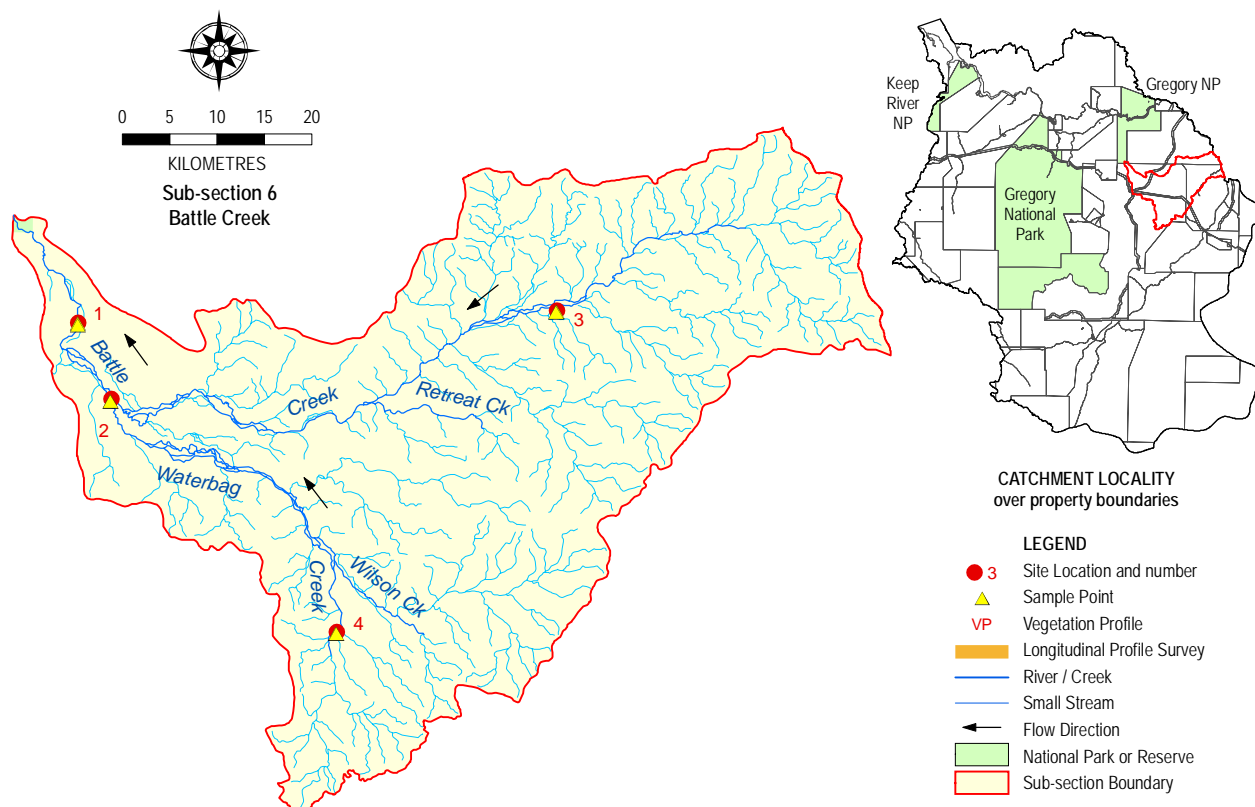 0 5 10 15 20
KILOMETRES
Sub-section 6
Battle Creek
1
2
3
4
Battle
Creek
Retreat Ck
Waterbag
Creek
Wilson Ck
Keep
River
NP
Gregory NP
Gregory
National
Park
CATCHMENT LOCALITY
over property boundaries
LEGEND
3 Site Location and number
Sample Point
VP Vegetation Profile
Longitudinal Profile Survey
River / Creek
Small Stream
Flow Direction
National Park or Reserve
Sub-section Boundary